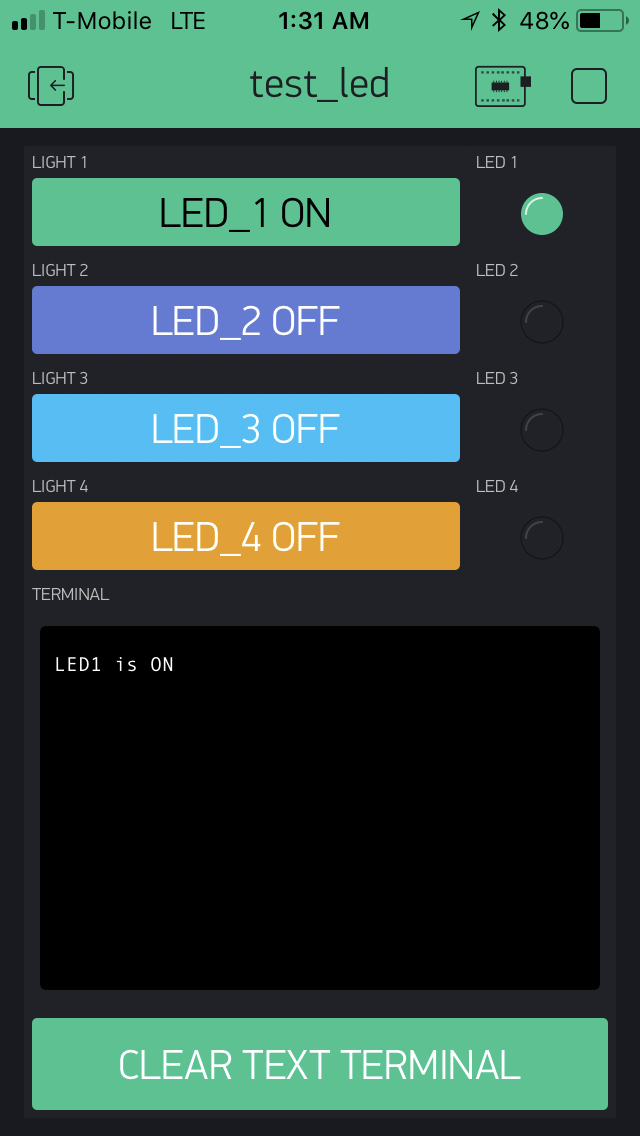 T-Mobile LTE 1:31 AM 48%
test_led
LIGHT 1 LED 1
LED_1 ON
LIGHT 2 LED 2
LED_2 OFF
LIGHT 3 LED 3
LED_3 OFF
LIGHT 4 LED 4
LED_4 OFF
TERMINAL
LED1 is ON
CLEAR TEXT TERMINAL